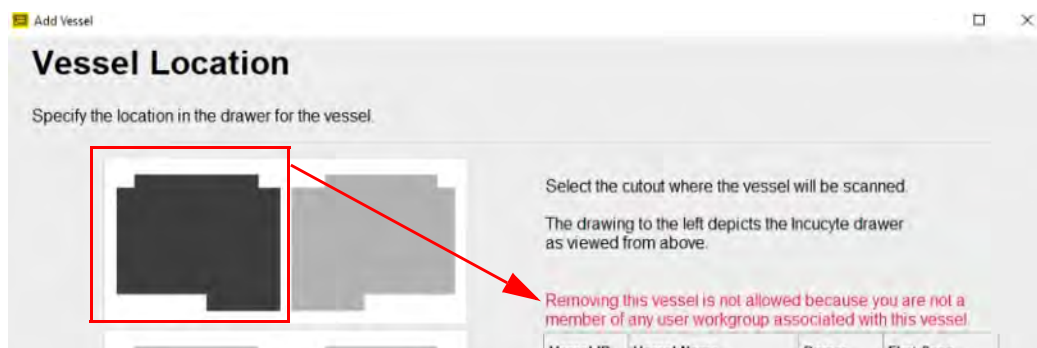 Add Vessel
Vessel Location
Specify the location in the drawer for the vessel.
Select the cutout where the vessel will be scanned.
The drawing to the left depicts the Incucyte drawer
as viewed from above.
Removing this vessel is not allowed because you are not a
member of any user workgroup associated with this vessel.